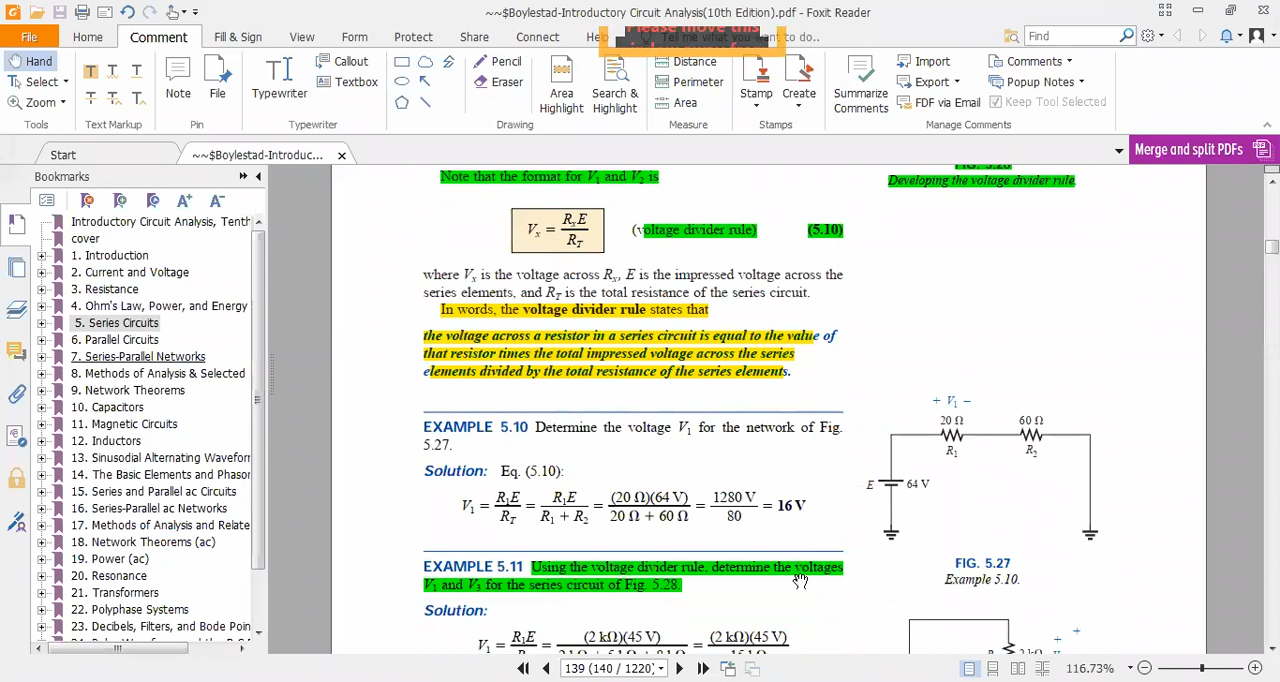 ~~$Boylestad-Introductory Circuit Analysis(10th Edition).pdf - Foxit Reader
File Home Comment Fill & Sign View Form Protect Share Connect Help Please move this to do.. Find
Hand Select Zoom
Tools
T T T
Text Markup
Note File
Pin
Typewriter Callout Textbox
Typewriter
Pencil Eraser Area Highlight Search & Highlight
Drawing
Distance Perimeter Area
Measure
Stamp Create
Stamps
Summarize Comments Import Export FDF via Email Comments Popup Notes Keep Tool Selected
Manage Comments
Start ~~$Boylestad-Introduc... Merge and split PDFs
Bookmarks
Introductory Circuit Analysis, Tenth
cover
1. Introduction
2. Current and Voltage
3. Resistance
4. Ohm's Law, Power, and Energy
5. Series Circuits
6. Parallel Circuits
7. Series-Parallel Networks
8. Methods of Analysis & Selected
9. Network Theorems
10. Capacitors
11. Magnetic Circuits
12. Inductors
13. Sinusoidal Alternating Wavefor
14. The Basic Elements and Phasor
15. Series and Parallel ac Circuits
16. Series-Parallel ac Networks
17. Methods of Analysis and Relate
18. Network Theorems (ac)
19. Power (ac)
20. Resonance
21. Transformers
22. Polyphase Systems
23. Decibels, Filters, and Bode Point
Note that the format for V1 and V2 is
Vx = RxE / RT (voltage divider rule) (5.10)
where Vx is the voltage across Rx, E is the impressed voltage across the
series elements, and RT is the total resistance of the series circuit.
In words, the voltage divider rule states that
the voltage across a resistor in a series circuit is equal to the value of
that resistor times the total impressed voltage across the series
elements divided by the total resistance of the series elements.
EXAMPLE 5.10 Determine the voltage V1 for the network of Fig.
5.27.
Solution: Eq. (5.10):
V1 = R1E / RT = R1E / R1 + R2 = (20 Ω)(64 V) / 20 Ω + 60 Ω = 1280 V / 80 = 16 V
EXAMPLE 5.11 Using the voltage divider rule, determine the voltages
V1 and V3 for the series circuit of Fig. 5.28.
Solution:
V1 = R1E = (2 kΩ)(45 V) = (2 kΩ)(45 V)
Developing the voltage divider rule.
+ V1 –
20 Ω 60 Ω
R1 R2
E 64 V
FIG. 5.27
Example 5.10.
+
+
139 (140 / 1220) 116.73%